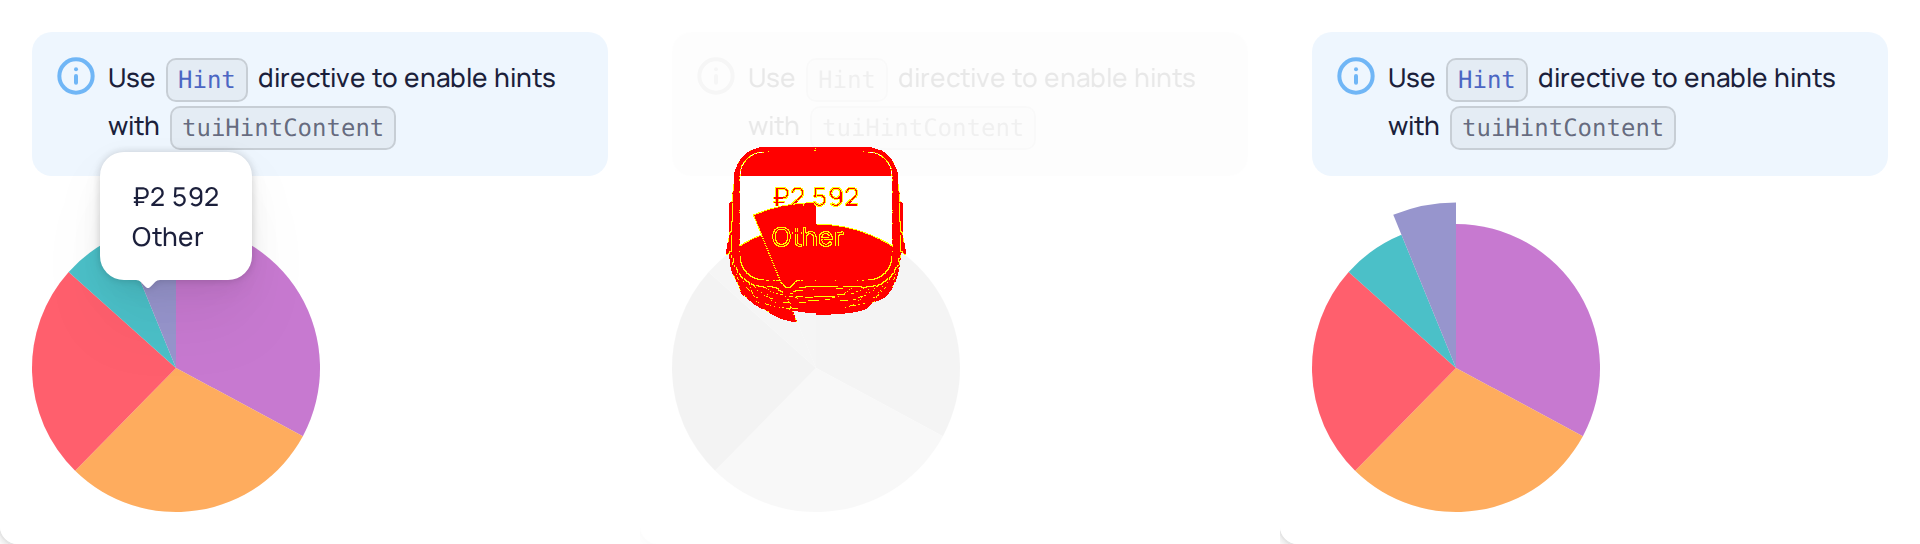 Use Hint directive to enable hints
with tuiHintContent
₽2 592
Other
Use Hint directive to enable hints
with tuiHintContent
₽2 592
Other
Use Hint directive to enable hints
with tuiHintContent